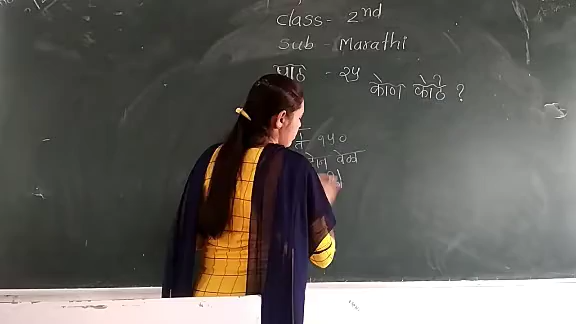 Class - 2nd
Sub - Marathi
पाठ - २५
कोण कोठे ?
१५०
वेळ